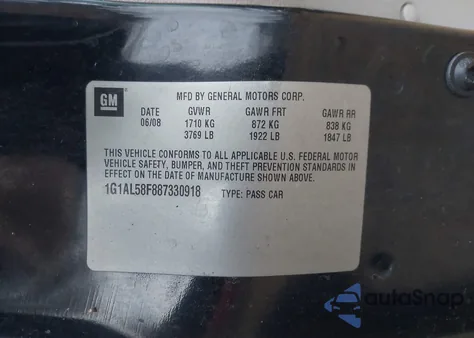 GM
MFD BY GENERAL MOTORS CORP.
DATE GVWR GAWR FRT GAWR RR
06/08 1710 KG 872 KG 838 KG
3769 LB 1922 LB 1847 LB
THIS VEHICLE CONFORMS TO ALL APPLICABLE U.S. FEDERAL MOTOR
VEHICLE SAFETY, BUMPER, AND THEFT PREVENTION STANDARDS IN
EFFECT ON THE DATE OF MANUFACTURE SHOWN ABOVE.
1G1AL58F887330918 TYPE: PASS CAR
autoSnap